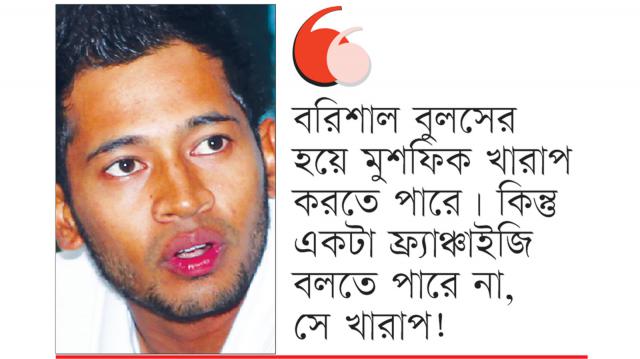 বরিশাল বুলসের
হয়ে মুশফিক খারাপ
করতে পারে। কিন্তু
একটা ফ্র্যাঞ্চাইজি
বলতে পারে না,
সে খারাপ!